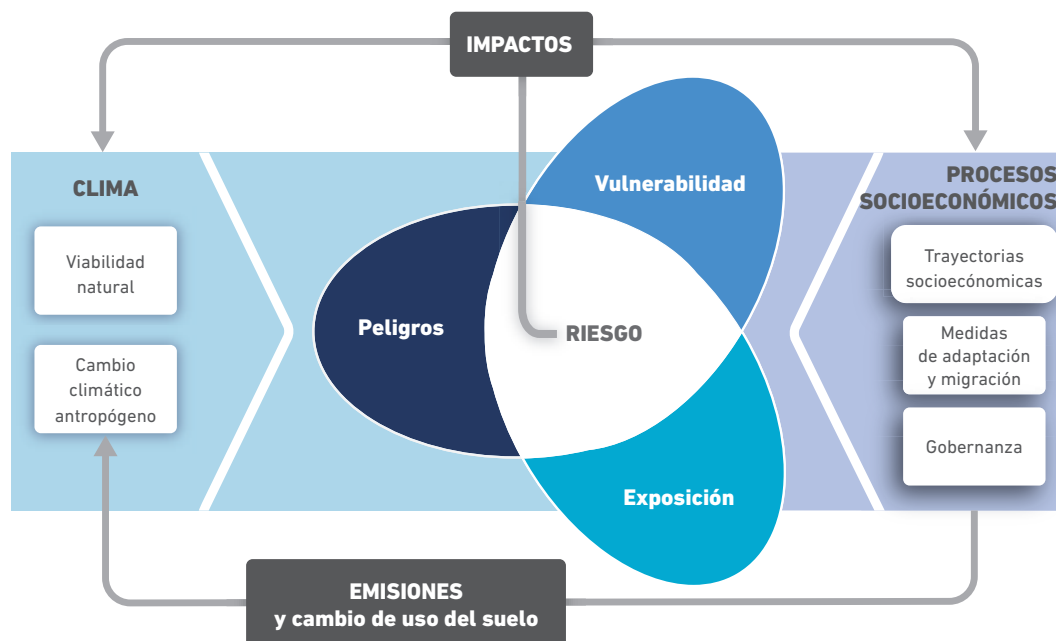 IMPACTOS
CLIMA
Viabilidad
natural
Cambio
climático
antropógeno
Peligros
Vulnerabilidad
RIESGO
Exposición
PROCESOS
SOCIOECONÓMICOS
Trayectorias
socioecónomicas
Medidas
de adaptación
y migración
Gobernanza
EMISIONES
y cambio de uso del suelo